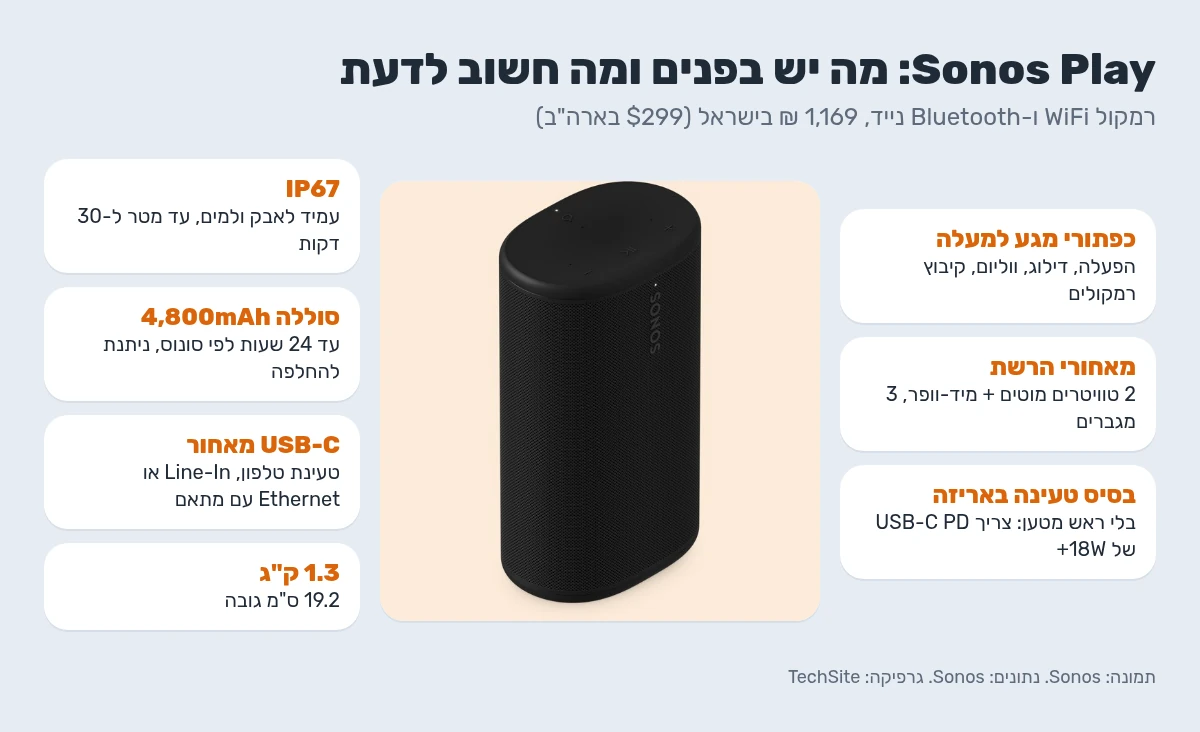 Sonos Play: מה יש בפנים ומה חשוב לדעת
רמקול WiFi ו-Bluetooth נייד, 1,169 ₪ בישראל ($299 בארה"ב)
כפתורי מגע למעלה
הפעלה, דילוג, ווליום, קיבוץ
רמקולים
מאחורי הרשת
2 טוויטרים מוטים + מיד-וופר, 3
מגברים
בסיס טעינה באריזה
בלי ראש מטען: צריך USB-C PD
של 18W+
SONOS
IP67
עמיד לאבק ולמים, עד מטר ל-30
דקות
סוללה 4,800mAh
עד 24 שעות לפי סונוס, ניתנת
להחלפה
USB-C מאחור
טעינת טלפון, Line-In או
Ethernet עם מתאם
1.3 ק"ג
19.2 ס"מ גובה
תמונה: Sonos. נתונים: Sonos. גרפיקה: TechSite